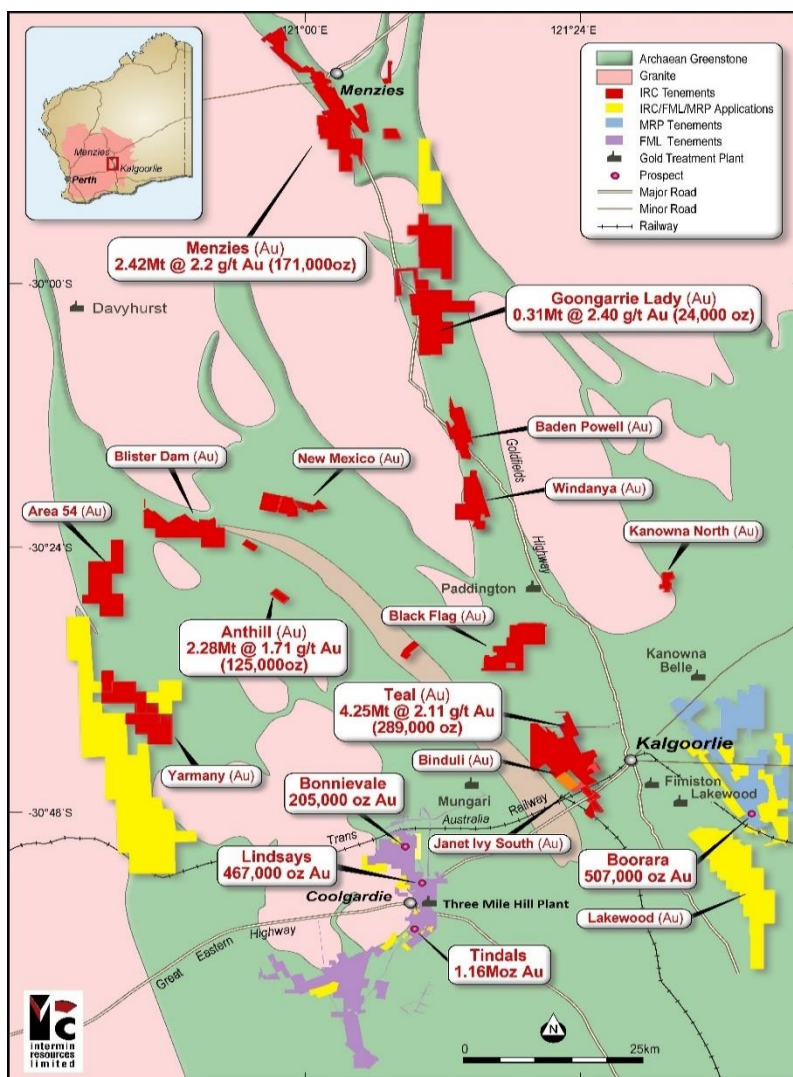 121°00´E
121°24´E
Menzies
Kalgoorlie
Perth
Archaean Greenstone
Granite
IRC Tenements
IRC/FML/MRP Applications
MRP Tenements
FML Tenements
Gold Treatment Plant
Prospect
Major Road
Minor Road
Railway
Menzies
Menzies (Au)
2.42Mt @ 2.2 g/t Au (171,000oz)
-30°00´S
Davyhurst
Goongarrie Lady (Au)
0.31Mt @ 2.40 g/t Au (24,000 oz)
Baden Powell (Au)
Goldfields
Highway
Blister Dam (Au)
New Mexico (Au)
Windanya (Au)
Area 54 (Au)
Kanowna North (Au)
-30°24´S
Paddington
Anthill (Au)
2.28Mt @ 1.71 g/t Au
(125,000oz)
Black Flag (Au)
Kanowna
Belle
Teal (Au)
4.25Mt @ 2.11 g/t Au
(289,000 oz)
Kalgoorlie
Yarmany (Au)
Binduli (Au)
Bonnievale
205,000 oz Au
Mungari
Fimiston
Lakewood
-30°48´S
Trans
Australia
Railway
Janet Ivy South (Au)
Lindsays
467,000 oz Au
Boorara
507,000 oz Au
Coolgardie
Three Mile Hill Plant
Lakewood (Au)
Great Eastern Highway
Tindals
1.16Moz Au
intermin
resources
limited
N
0
25km